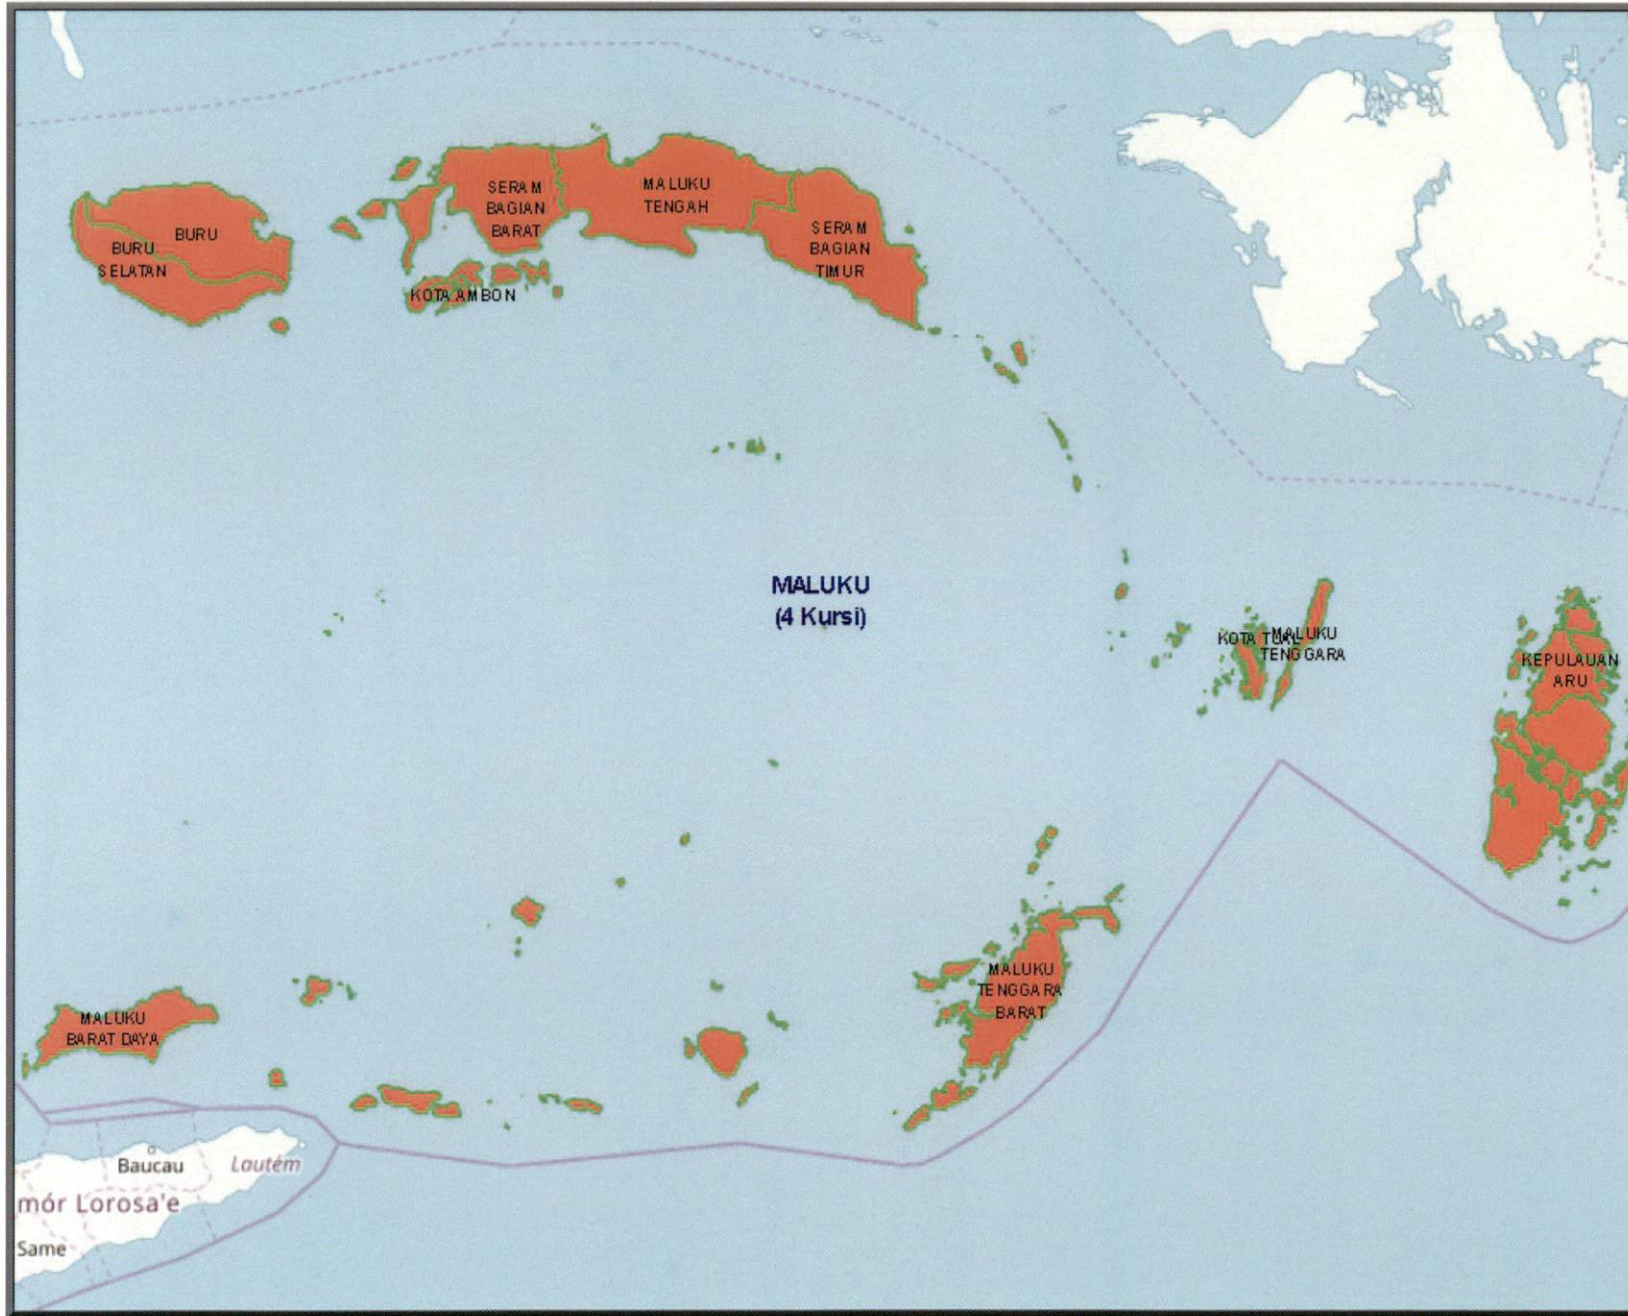 SERAM
BAGIAN
BARAT
MALUKU
TENGAH
SERAM
BAGIAN
TIMUR
BURU
BURU
SELATAN
KOTA AMBON
MALUKU
(4 Kursi)
KOTA TUAL
MALUKU
TENGGARA
KEPULAUAN
ARU
MALUKU
TENGGARA
BARAT
MALUKU
BARAT DAYA
Baucau
Lautém
mór Lorosa'e
Same